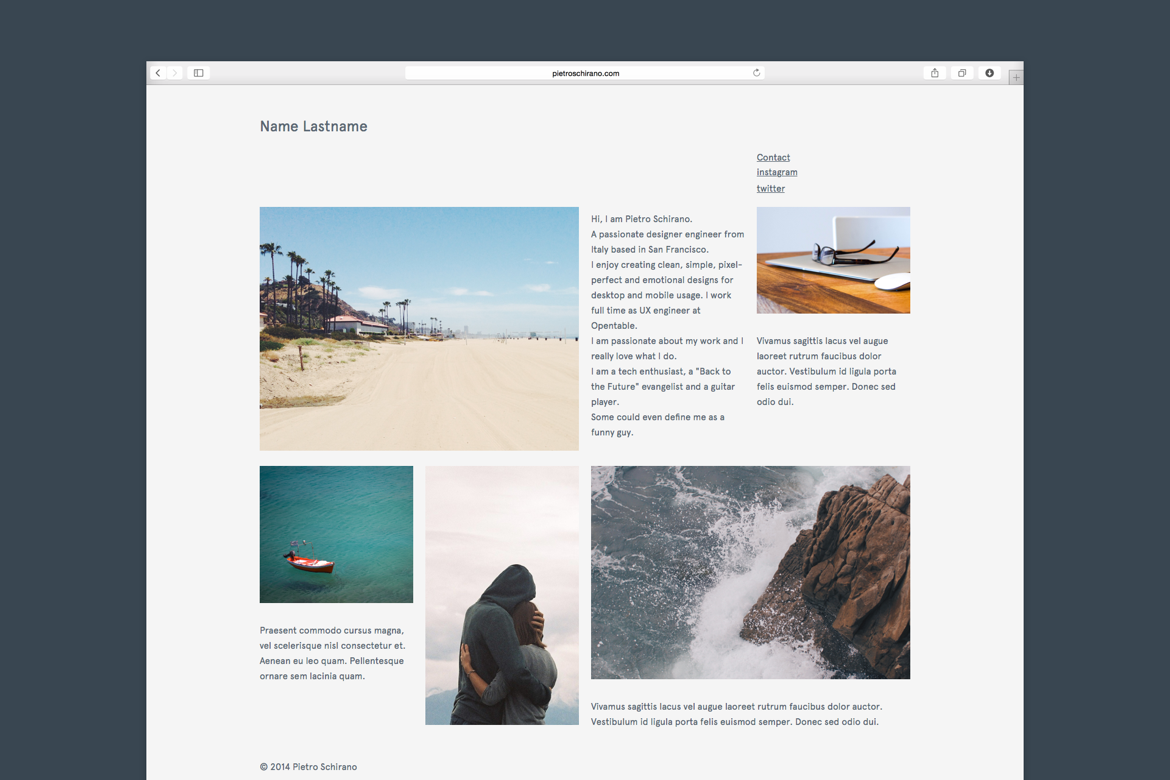 pietroschirano.com
Name Lastname
Contact
instagram
twitter
Hi, I am Pietro Schirano.
A passionate designer engineer from
Italy based in San Francisco.
I enjoy creating clean, simple, pixel-
perfect and emotional designs for
desktop and mobile usage. I work
full time as UX engineer at
Opentable.
I am passionate about my work and I
really love what I do.
I am a tech enthusiast, a "Back to
the Future" evangelist and a guitar
player.
Some could even define me as a
funny guy.
Vivamus sagittis lacus vel augue
laoreet rutrum faucibus dolor
auctor. Vestibulum id ligula porta
felis euismod semper. Donec sed
odio dui.
Praesent commodo cursus magna,
vel scelerisque nisl consectetur et.
Aenean eu leo quam. Pellentesque
ornare sem lacinia quam.
Vivamus sagittis lacus vel augue laoreet rutrum faucibus dolor auctor.
Vestibulum id ligula porta felis euismod semper. Donec sed odio dui.
© 2014 Pietro Schirano